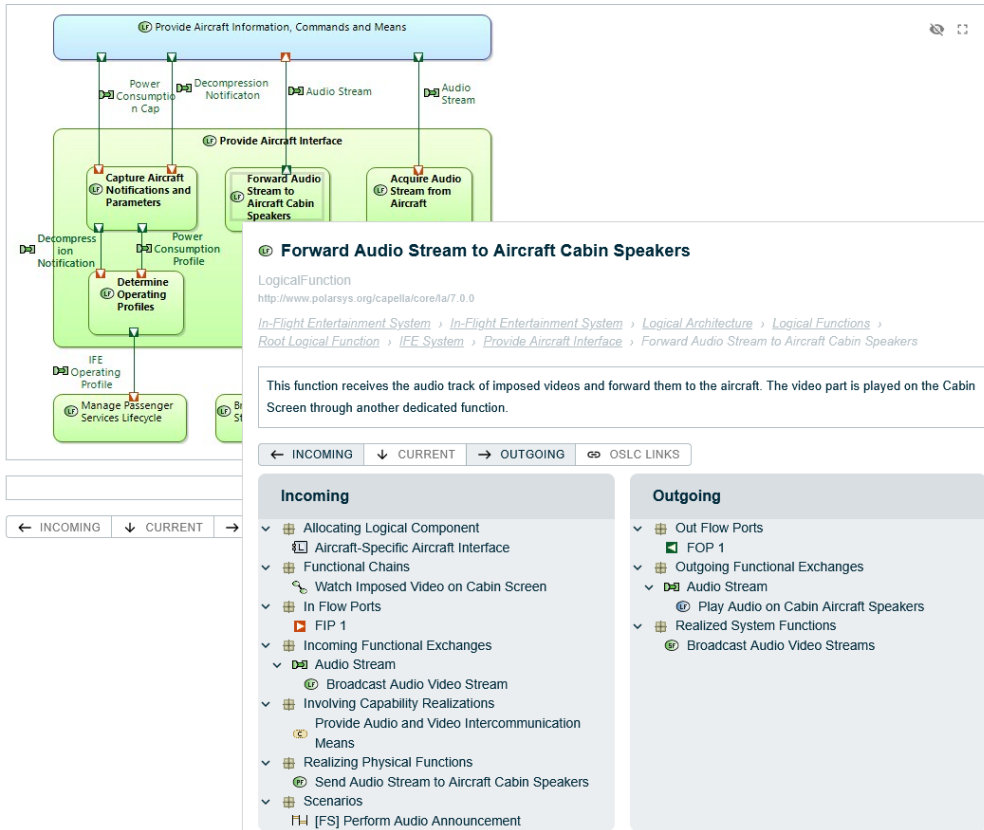 Provide Aircraft Information, Commands and Means
Power
Consumptio
n Cap
Decompression
Notificaton
Audio Stream
Audio
Stream
Provide Aircraft Interface
Capture Aircraft
Notifications and
Parameters
Forward Audio
Stream to
Aircraft Cabin
Speakers
Acquire Audio
Stream from
Aircraft
Decompress
ion
Notification
Power
Consumption
Profile
Determine
Operating
Profiles
IFE
Operating
Profile
Manage Passenger
Services Lifecycle
INCOMING
CURRENT
Forward Audio Stream to Aircraft Cabin Speakers
LogicalFunction
http://www.polarsys.org/capella/core/la/7.0.0
In-Flight Entertainment System › In-Flight Entertainment System › Logical Architecture › Logical Functions ›
Root Logical Function › IFE System › Provide Aircraft Interface › Forward Audio Stream to Aircraft Cabin Speakers
This function receives the audio track of imposed videos and forward them to the aircraft. The video part is played on the Cabin
Screen through another dedicated function.
INCOMING CURRENT OUTGOING OSLC LINKS
Incoming
Allocating Logical Component
Aircraft-Specific Aircraft Interface
Functional Chains
Watch Imposed Video on Cabin Screen
In Flow Ports
FIP 1
Incoming Functional Exchanges
Audio Stream
Broadcast Audio Video Stream
Involving Capability Realizations
Provide Audio and Video Intercommunication
Means
Realizing Physical Functions
Send Audio Stream to Aircraft Cabin Speakers
Scenarios
[FS] Perform Audio Announcement
Outgoing
Out Flow Ports
FOP 1
Outgoing Functional Exchanges
Audio Stream
Play Audio on Cabin Aircraft Speakers
Realized System Functions
Broadcast Audio Video Streams